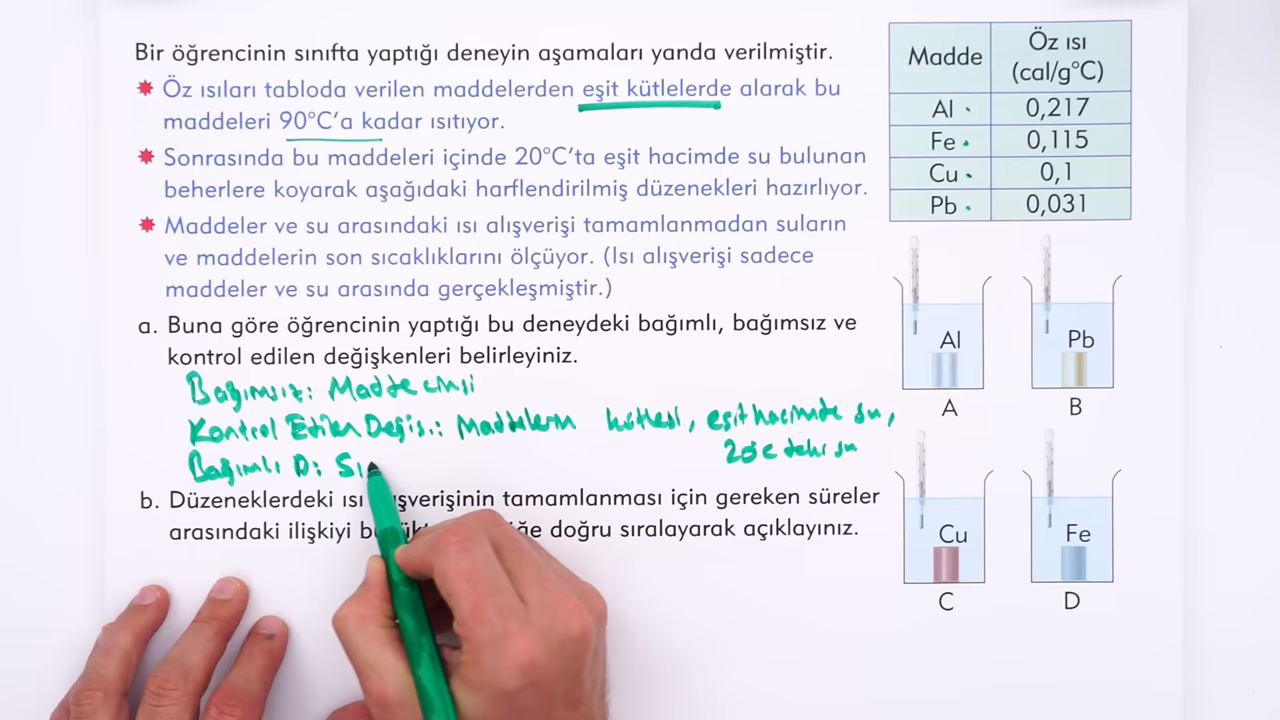 Bir öğrencinin sınıfta yaptığı deneyin aşamaları yanda verilmiştir.
Öz ısıları tabloda verilen maddelerden eşit kütlelerde alarak bu
maddeleri 90°C'a kadar ısıtıyor.
Sonrasında bu maddeleri içinde 20°C'ta eşit hacimde su bulunan
beherlere koyarak aşağıdaki harflendirilmiş düzenekleri hazırlıyor.
Maddeler ve su arasındaki ısı alışverişi tamamlanmadan suların
ve maddelerin son sıcaklıklarını ölçüyor. (Isı alışverişi sadece
maddeler ve su arasında gerçekleşmiştir.)
a. Buna göre öğrencinin yaptığı bu deneydeki bağımlı, bağımsız ve
kontrol edilen değişkenleri belirleyiniz.
Bağımsız: Madde cinsi
Kontrol Edilen Değiş.: Maddelerin kütlesi, eşit hacimde su,
20°C teki su
Bağımlı D: Sı
b. Düzeneklerdeki ısı alışverişinin tamamlanması için gereken süreler
arasındaki ilişkiyi doğru sıralayarak açıklayınız.
Madde Öz ısı
(cal/g°C)
Al 0,217
Fe 0,115
Cu 0,1
Pb 0,031
Al Pb
A B
Cu Fe
C D